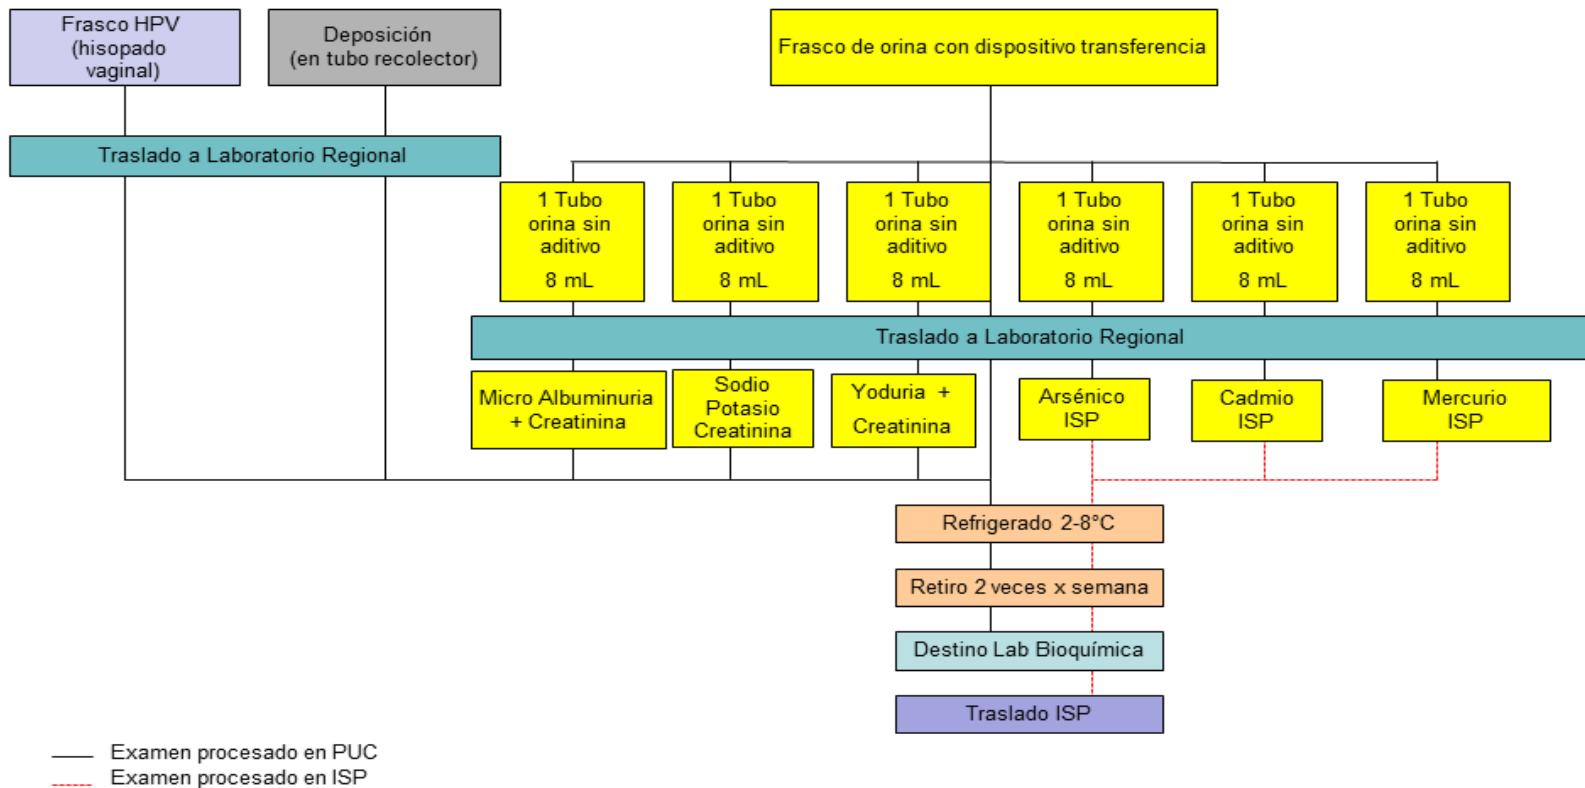 Frasco HPV
(hisopado
vaginal)
Deposición
(en tubo recolector)
Frasco de orina con dispositivo transferencia
Traslado a Laboratorio Regional
1 Tubo
orina sin
aditivo
8 mL
1 Tubo
orina sin
aditivo
8 mL
1 Tubo
orina sin
aditivo
8 mL
1 Tubo
orina sin
aditivo
8 mL
1 Tubo
orina sin
aditivo
8 mL
1 Tubo
orina sin
aditivo
8 mL
Traslado a Laboratorio Regional
Micro Albuminuria
+ Creatinina
Sodio
Potasio
Creatinina
Yoduria +
Creatinina
Arsénico
ISP
Cadmio
ISP
Mercurio
ISP
Refrigerado 2-8°C
Retiro 2 veces x semana
Destino Lab Bioquímica
Traslado ISP
Examen procesado en PUC
Examen procesado en ISP